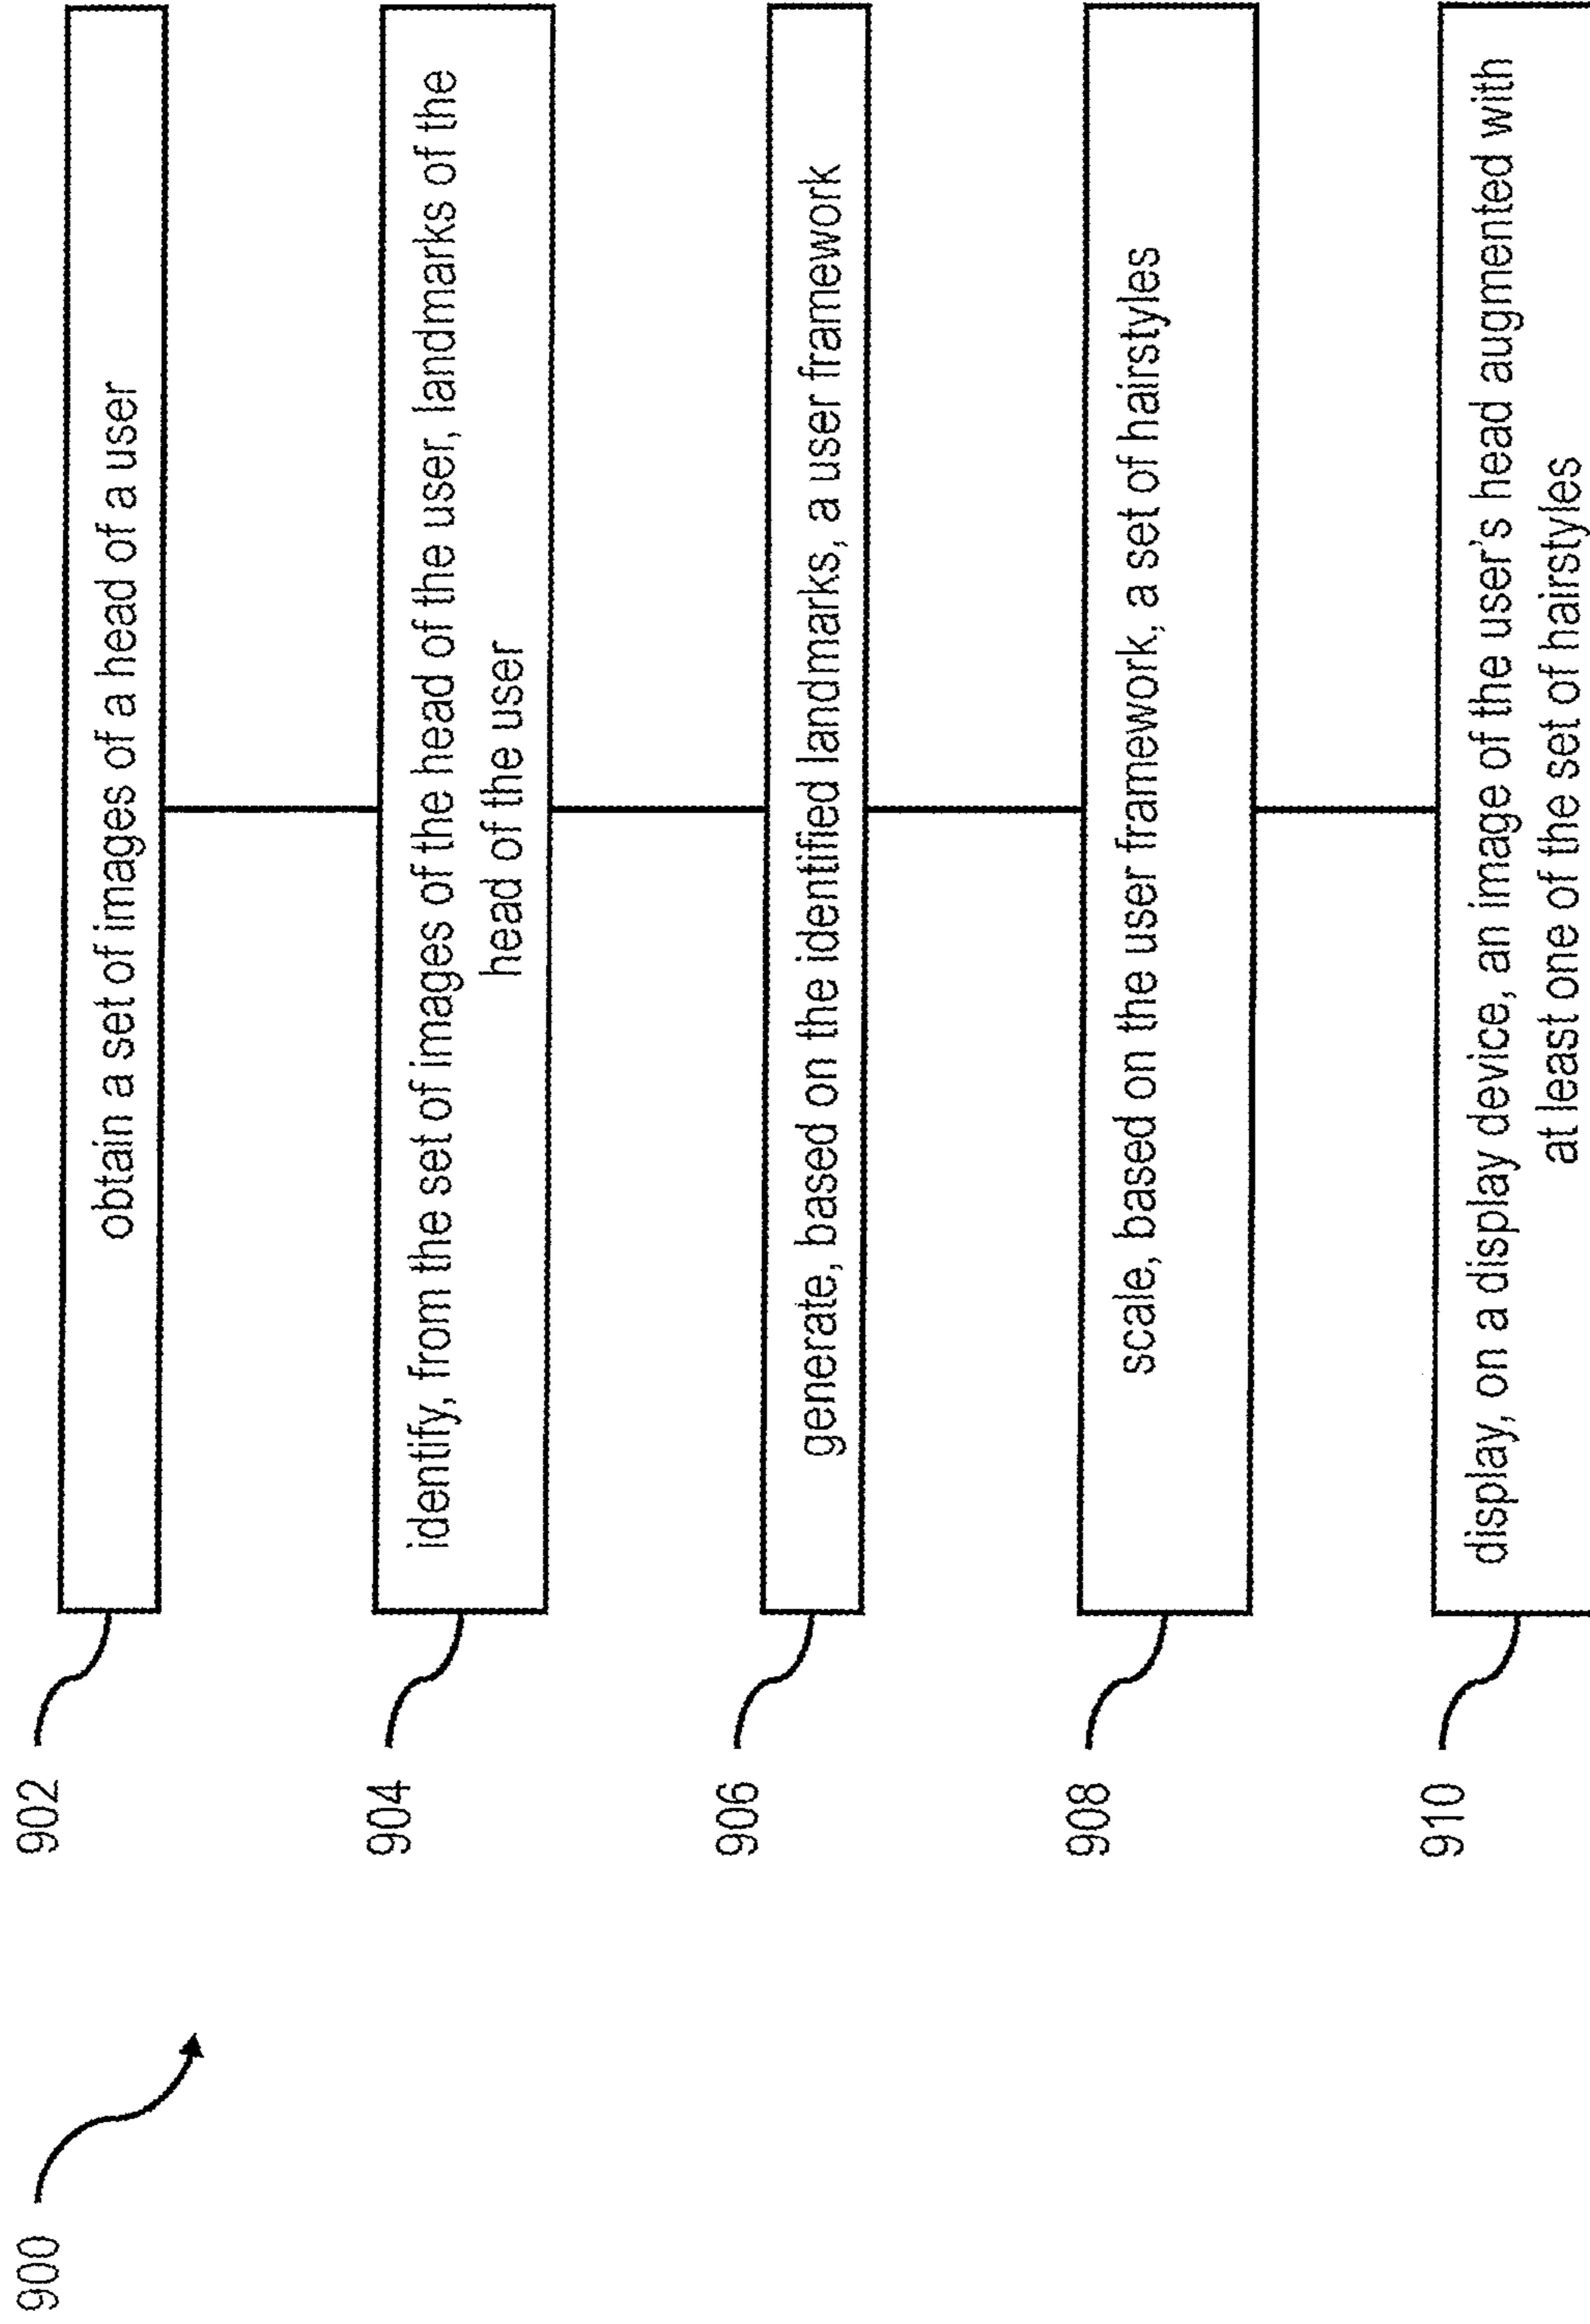 900
902
obtain a set of images of a head of a user
904
identify, from the set of images of the head of the user, landmarks of the
head of the user
906
generate, based on the identified landmarks, a user framework
908
scale, based on the user framework, a set of hairstyles
910
display, on a display device, an image of the user's head augmented with
at least one of the set of hairstyles